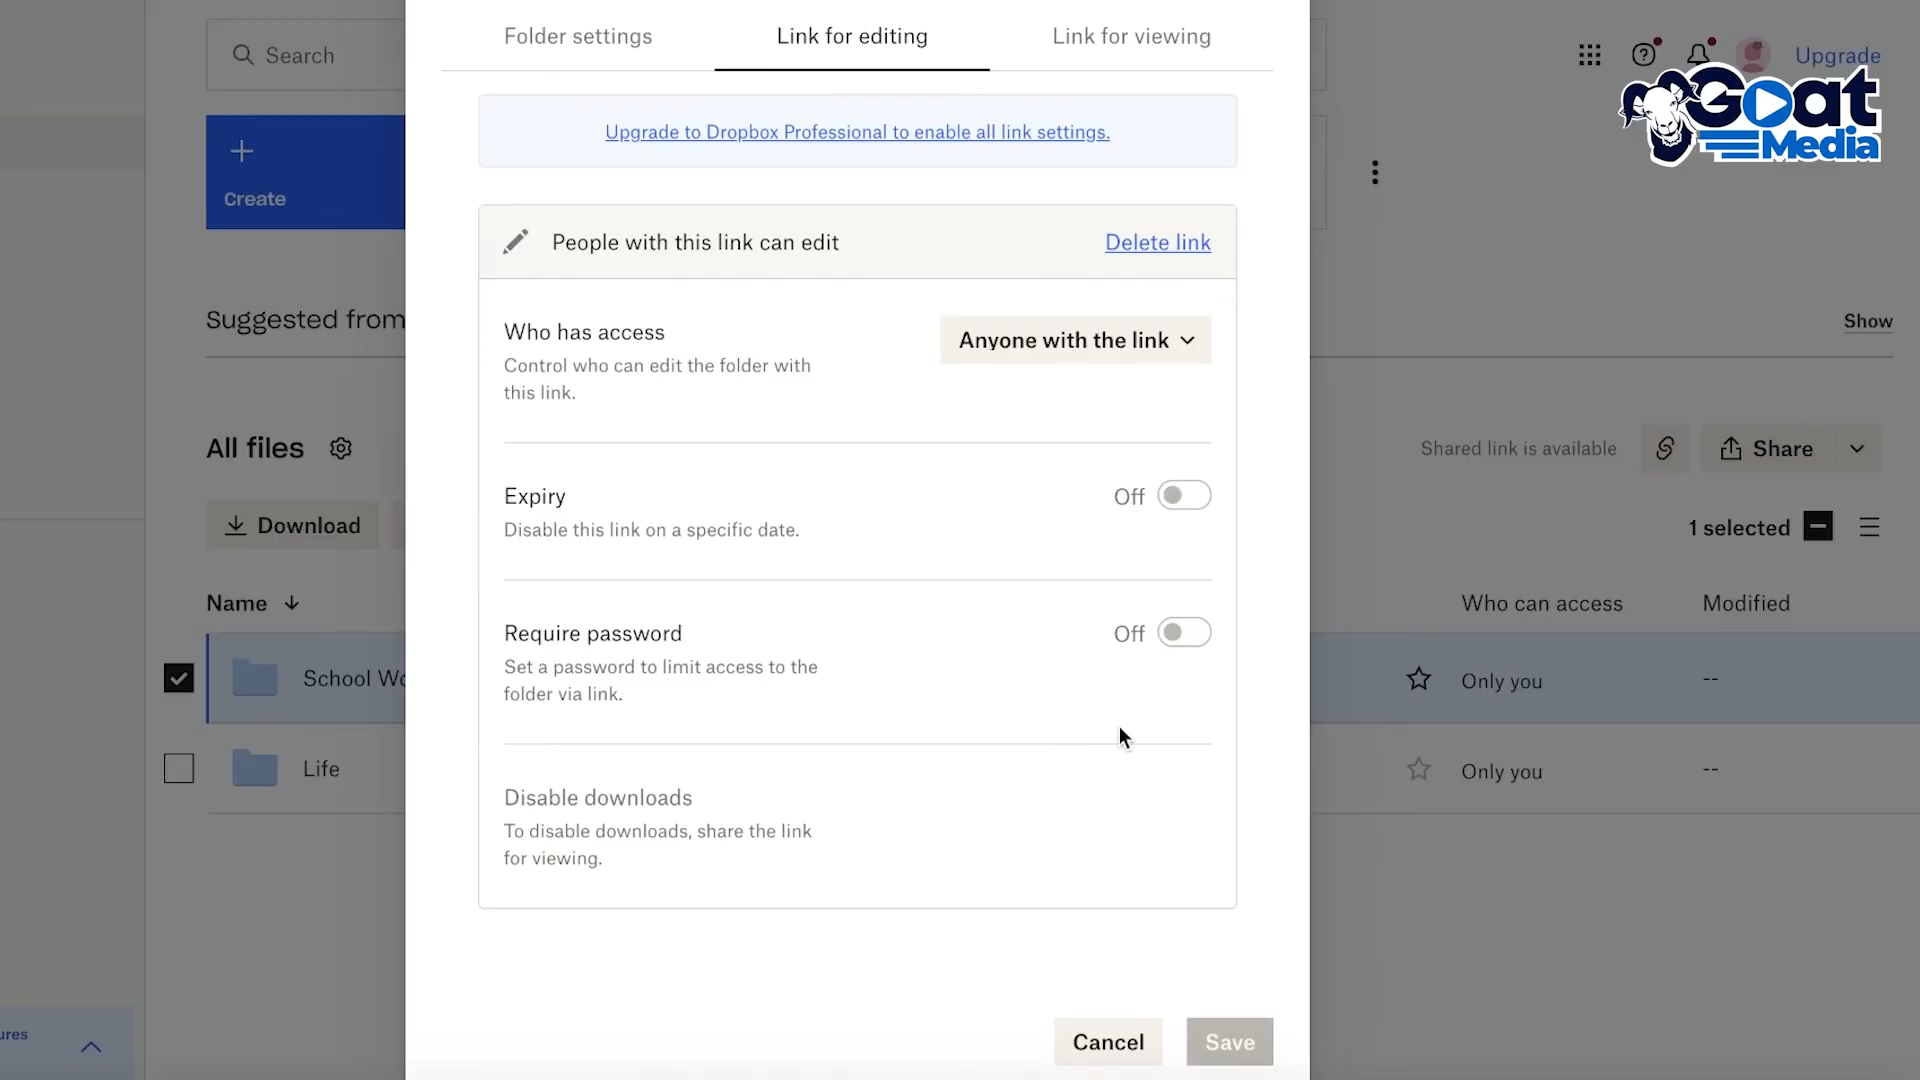 Folder settings
Link for editing
Link for viewing
Search
Upgrade
Goat
Media
Upgrade to Dropbox Professional to enable all link settings.
Create
People with this link can edit
Delete link
Suggested from
Show
Who has access
Anyone with the link
Control who can edit the folder with
this link.
All files
Shared link is available
Share
Expiry
Off
Disable this link on a specific date.
Download
1 selected
Name
Who can access
Modified
Require password
Off
Set a password to limit access to the
folder via link.
School Wo
Only you
--
Life
Only you
--
Disable downloads
To disable downloads, share the link
for viewing.
ures
Cancel
Save